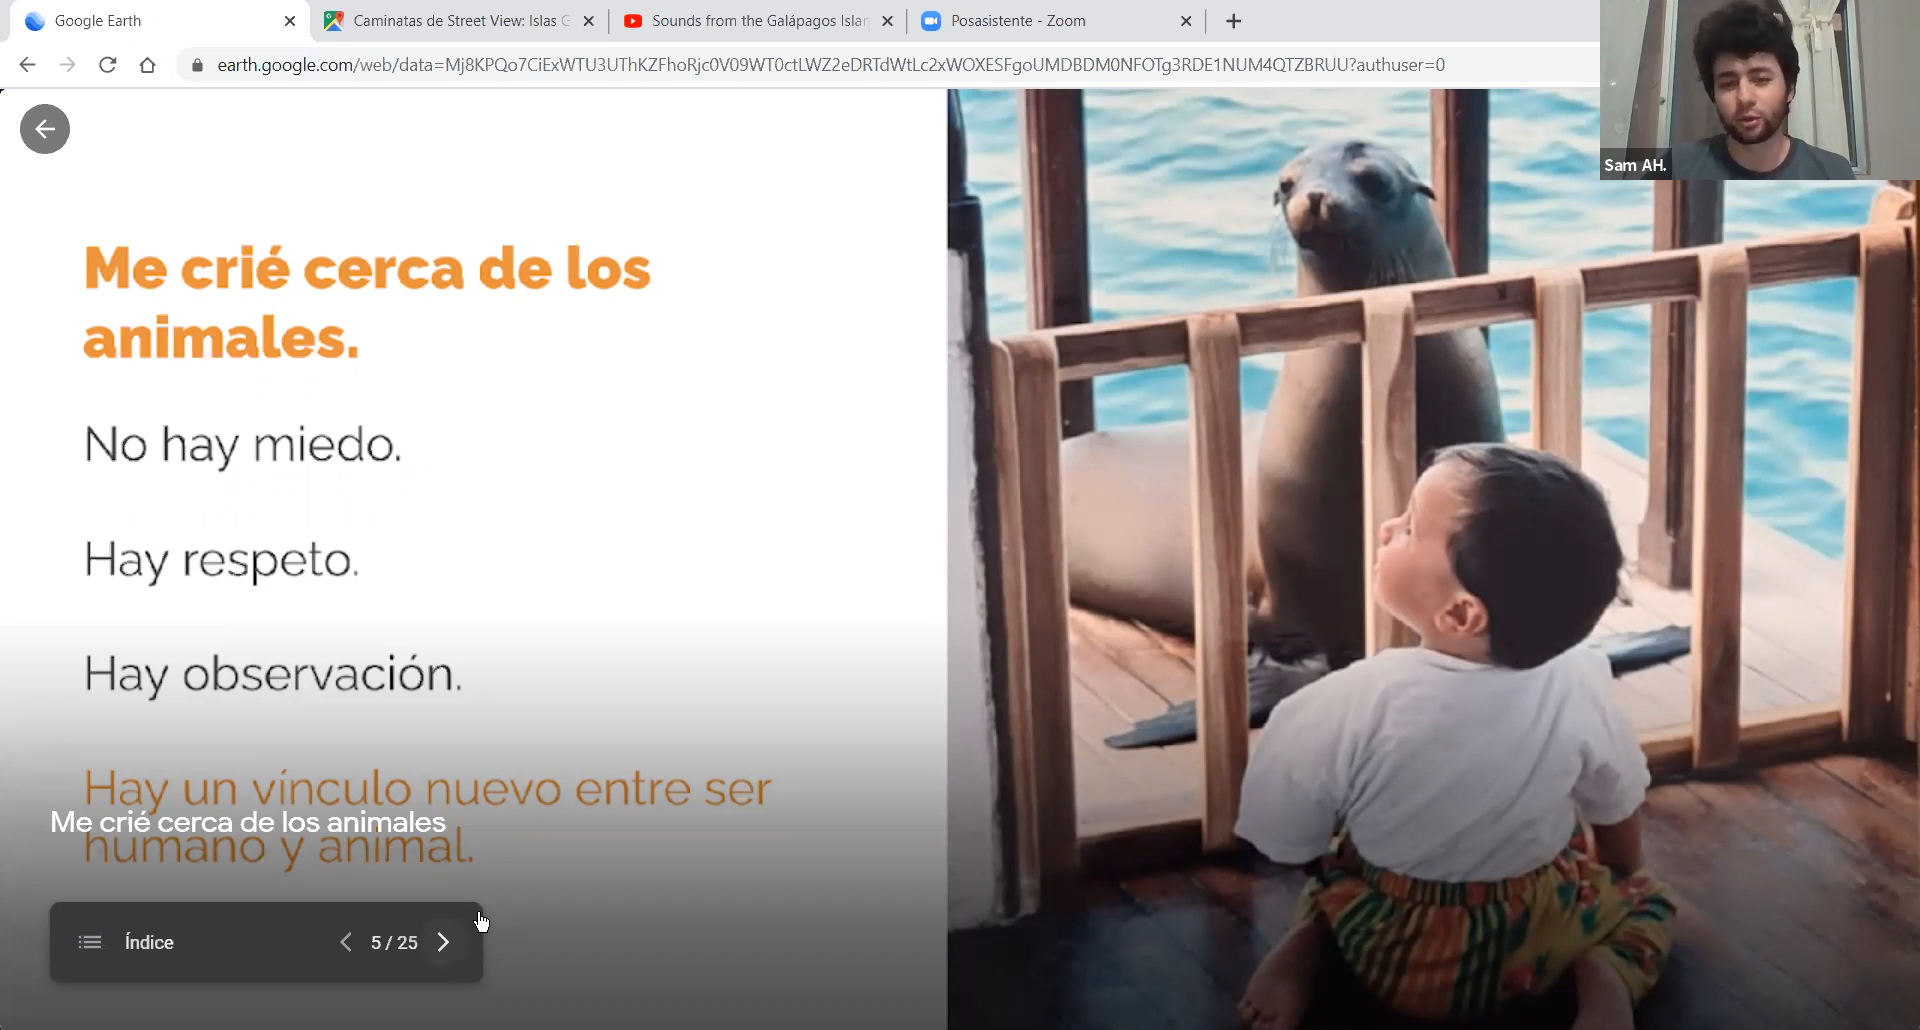 Google Earth
Caminatas de Street View: Islas G
Sounds from the Galápagos Islar
Posasistente - Zoom
earth.google.com/web/data=Mj8KPQo7CiExWTU3UThKZFhoRjc0V09WT0ctLWZ2eDRTdWtLc2xWOXESFgoUMDBDM0NFOTg3RDE1NUM4QTZBRUU?authuser=0
Sam AH.
Me crié cerca de los
animales.
No hay miedo.
Hay respeto.
Hay observación.
Hay un vínculo nuevo entre ser
Me crié cerca de los animales
humano y animal.
Índice
5 / 25